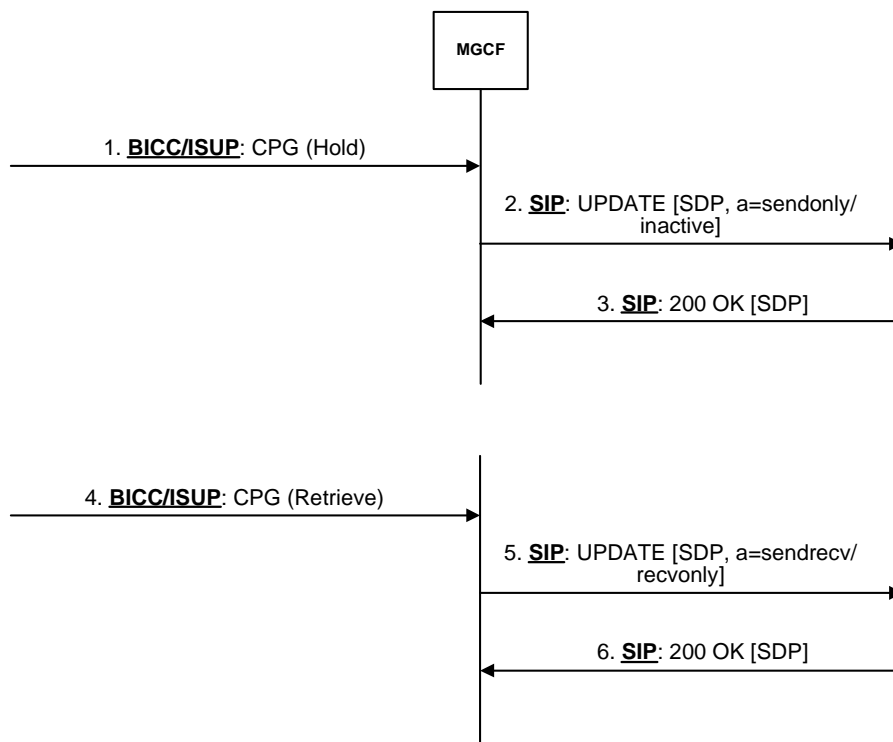 MGCF
1. BICC/ISUP: CPG (Hold)
2. SIP: UPDATE [SDP, a=sendonly/
inactive]
3. SIP: 200 OK [SDP]
4. BICC/ISUP: CPG (Retrieve)
5. SIP: UPDATE [SDP, a=sendrecv/
recvonly]
6. SIP: 200 OK [SDP]